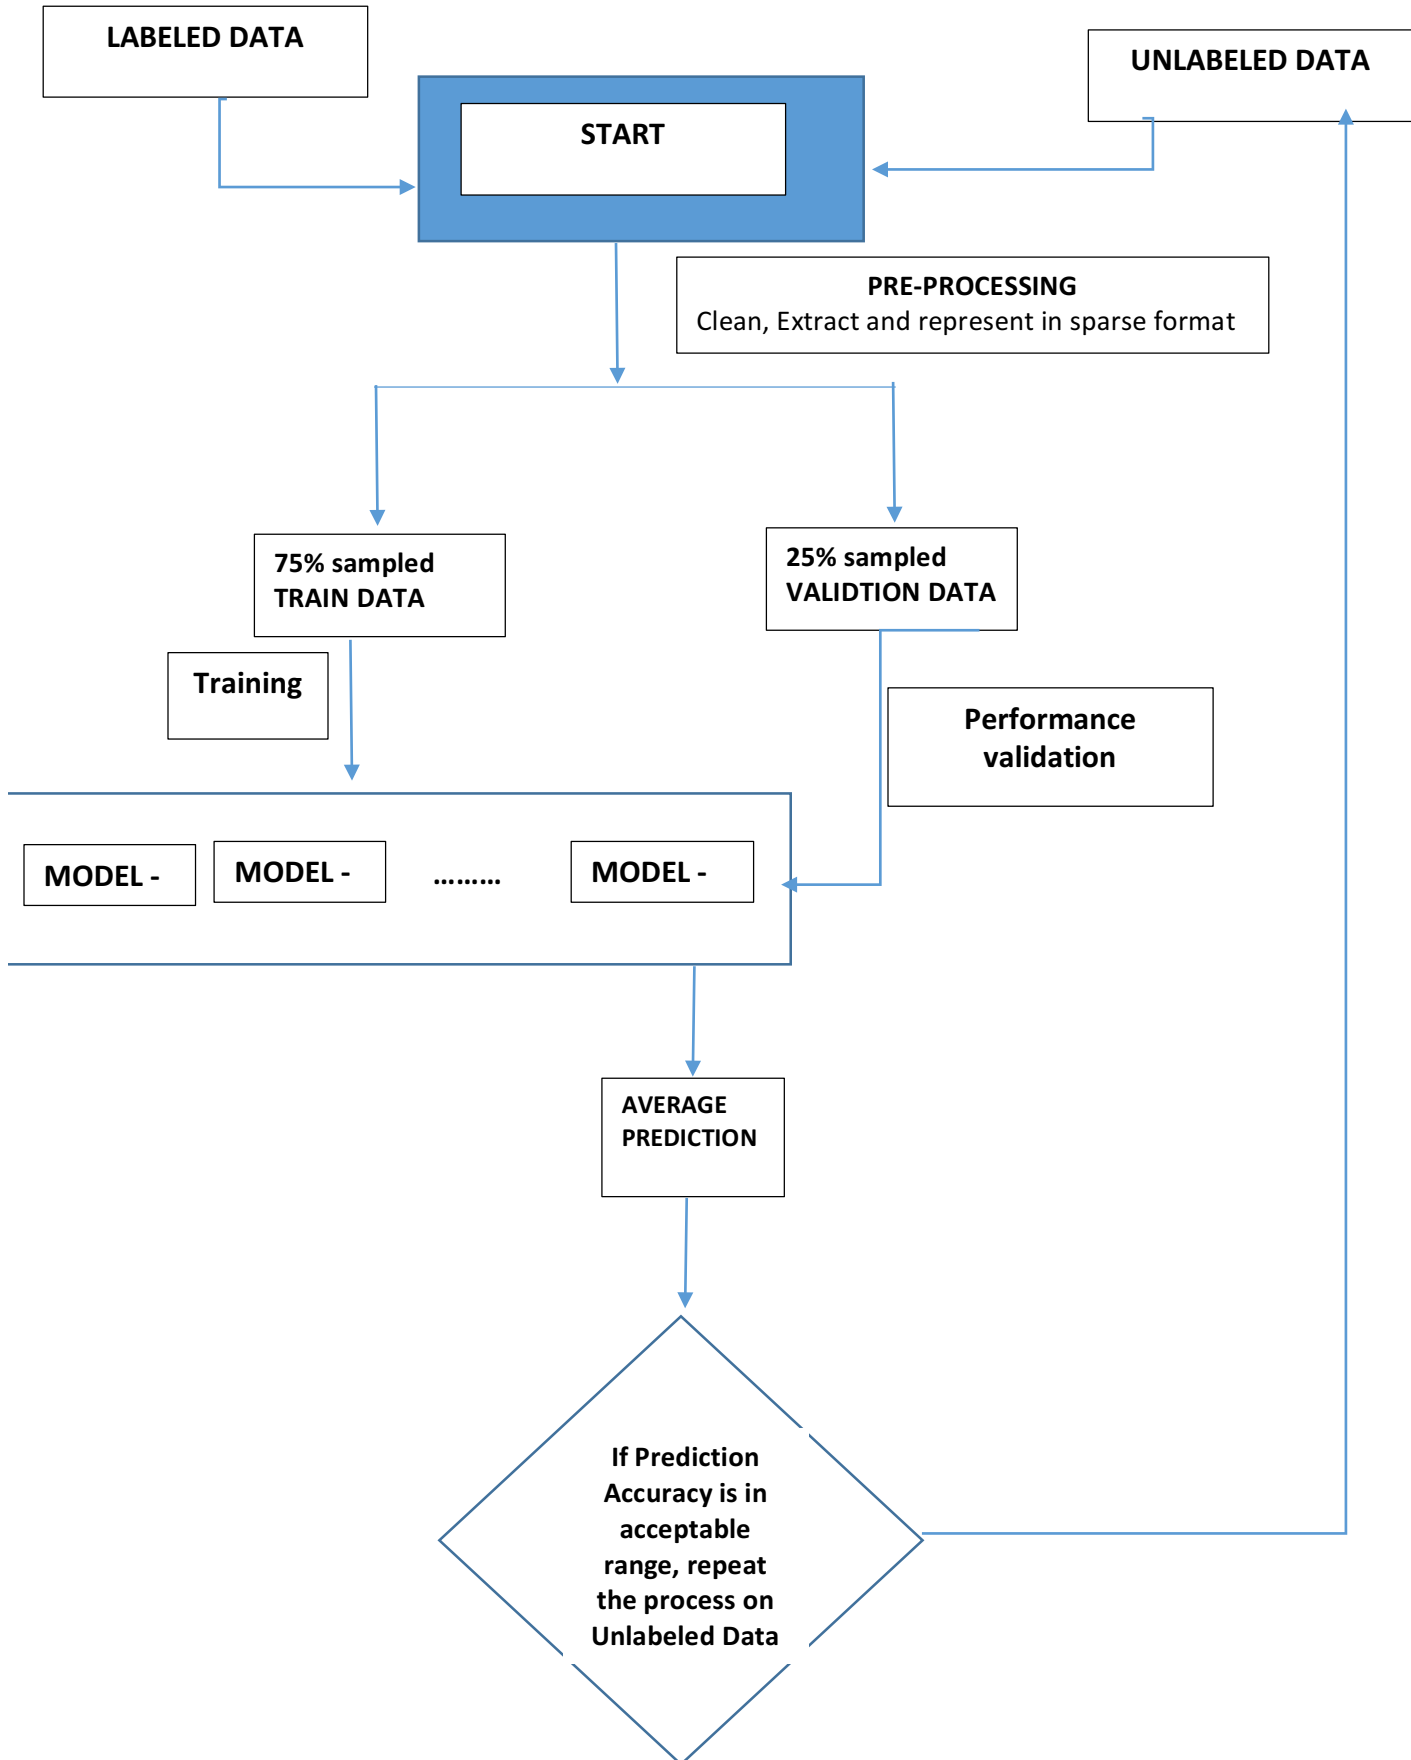 LABELED DATA
UNLABELED DATA
START
PRE-PROCESSING
Clean, Extract and represent in sparse format
75% sampled
TRAIN DATA
25% sampled
VALIDTION DATA
Training
Performance
validation
MODEL -
MODEL -
.........
MODEL -
AVERAGE
PREDICTION
If Prediction
Accuracy is in
acceptable
range, repeat
the process on
Unlabeled Data